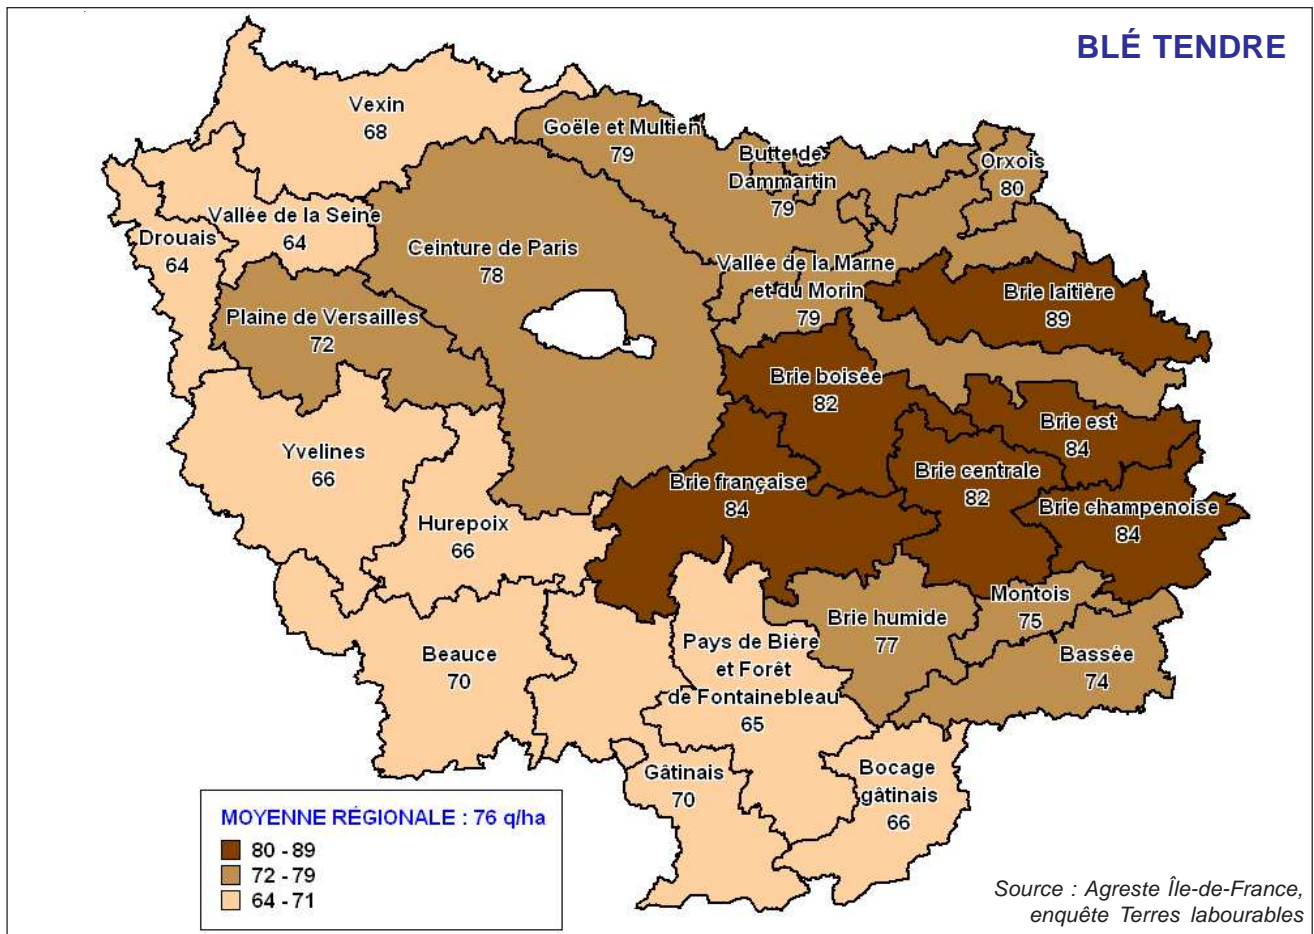 BLÉ TENDRE
Vexin
68
Goële et Multien
79
Butte de
Dammartin
79
Orxois
80
Vallée de la Seine
64
Drouais
64
Ceinture de Paris
78
Vallée de la Marne
et du Morin
79
Brie laitière
89
Plaine de Versailles
72
Brie boisée
82
Brie est
84
Yvelines
66
Brie française
84
Brie centrale
82
Brie champenoise
84
Hurepoix
66
Montois
75
Brie humide
77
Beauce
70
Pays de Bière
et Forêt
de Fontainebleau
65
Bassée
74
Gâtinais
70
Bocage
gâtinais
66
MOYENNE RÉGIONALE : 76 q/ha
80 - 89
72 - 79
64 - 71
Source : Agreste Île-de-France,
enquête Terres labourables